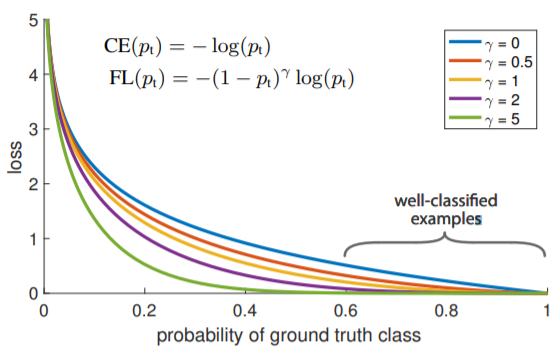 CE(pt) = − log(pt)
FL(pt) = −(1 − pt)γ log(pt)
γ = 0
γ = 0.5
γ = 1
γ = 2
γ = 5
well-classified
examples
5
4
3
2
1
0
loss
0 0.2 0.4 0.6 0.8 1
probability of ground truth class